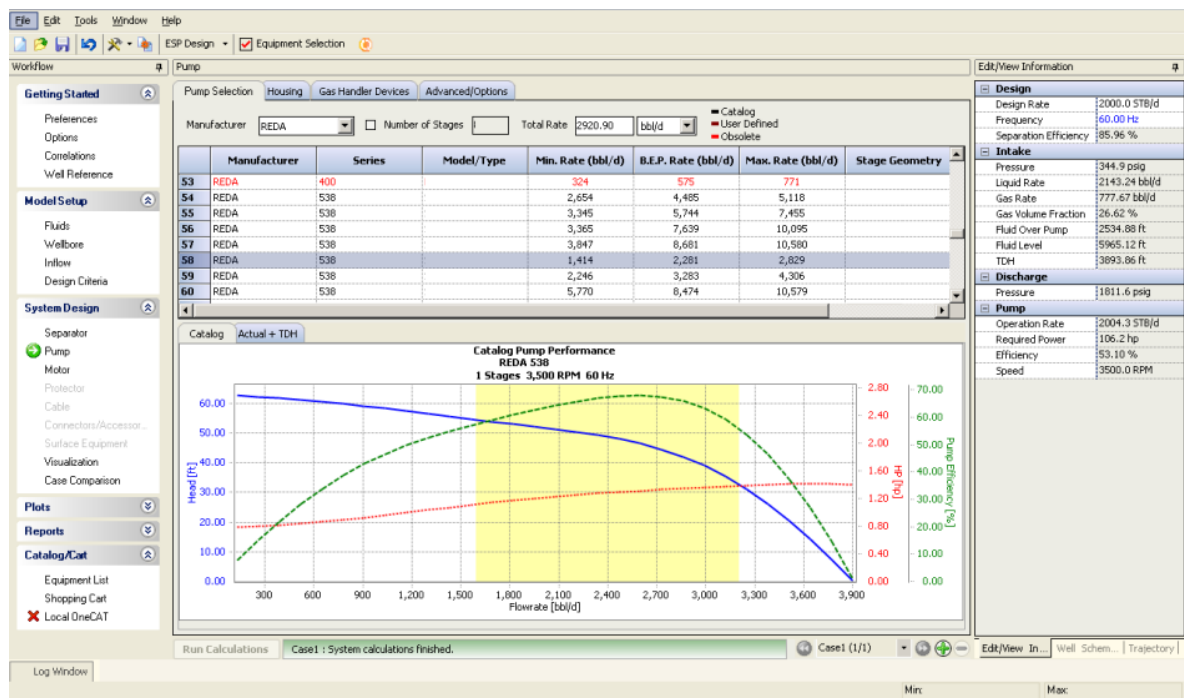 File Edit Tools Window Help
ESP Design Equipment Selection
Workflow
Getting Started
Preferences
Options
Correlations
Well Reference
Model Setup
Fluids
Wellbore
Inflow
Design Criteria
System Design
Separator
Pump
Motor
Protector
Cable
Connectors/Accessor...
Surface Equipment
Visualization
Case Comparison
Plots
Reports
Catalog/Cart
Equipment List
Shopping Cart
Local OneCAT
Pump
Pump Selection Housing Gas Handler Devices Advanced/Options
Manufacturer REDA Number of Stages Total Rate 2920.90 bbl/d
Catalog
User Defined
Obsolete
Manufacturer Series Model/Type Min. Rate (bbl/d) B.E.P. Rate (bbl/d) Max. Rate (bbl/d) Stage Geometry
53 REDA 400 324 575 771
54 REDA 538 2,654 4,485 5,118
55 REDA 538 3,345 5,744 7,455
56 REDA 538 3,365 7,639 10,095
57 REDA 538 3,847 8,681 10,580
58 REDA 538 1,414 2,281 2,829
59 REDA 538 2,246 3,283 4,306
60 REDA 538 5,770 8,474 10,579
Catalog Actual + TDH
Catalog Pump Performance
REDA 538
1 Stages 3,500 RPM 60 Hz
Head [ft]
60.00
50.00
40.00
30.00
20.00
10.00
0.00
2.80
2.40
2.00
1.60
1.20
0.80
0.40
0.00
HP [hp]
70.00
60.00
50.00
40.00
30.00
20.00
10.00
0.00
Pump Efficiency [%]
300 600 900 1,200 1,500 1,800 2,100 2,400 2,700 3,000 3,300 3,600 3,900
Flowrate [bbl/d]
Run Calculations Case1 : System calculations finished. Case1 (1/1)
Edit/View Information
Design
Design Rate 2000.0 STB/d
Frequency 60.00 Hz
Separation Efficiency 85.96 %
Intake
Pressure 344.9 psig
Liquid Rate 2143.24 bbl/d
Gas Rate 777.67 bbl/d
Gas Volume Fraction 26.62 %
Fluid Over Pump 2534.88 ft
Fluid Level 5965.12 ft
TDH 3893.86 ft
Discharge
Pressure 1811.6 psig
Pump
Operation Rate 2004.3 STB/d
Required Power 106.2 hp
Efficiency 53.10 %
Speed 3500.0 RPM
Edit/View In... Well Schem... Trajectory
Log Window
Min: Max: